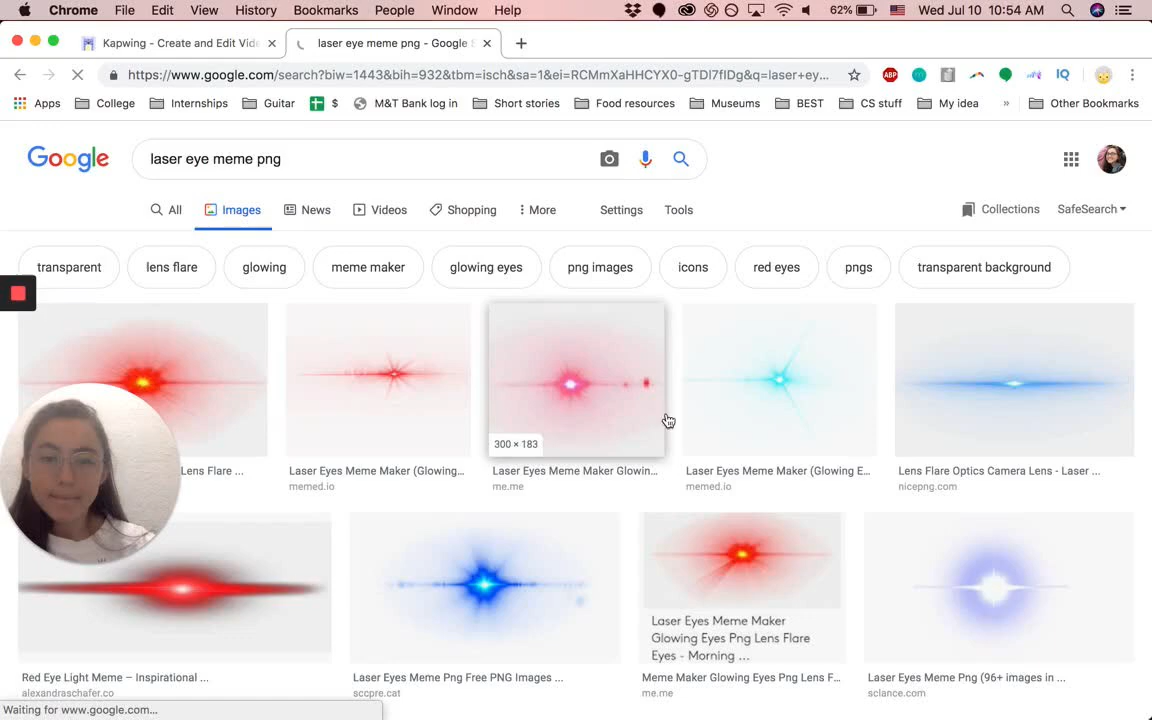 Chrome File Edit View History Bookmarks People Window Help 62% Wed Jul 10 10:54 AM
Kapwing - Create and Edit Vide laser eye meme png - Google S
https://www.google.com/search?biw=1443&bih=932&tbm=isch&sa=1&ei=RCMmXaHHCYX0-gTDl7fIDg&q=laser+ey... ABP IQ
Apps College Internships Guitar $ M&T Bank log in Short stories Food resources Museums BEST CS stuff My idea » Other Bookmarks
Google laser eye meme png
All Images News Videos Shopping More Settings Tools Collections SafeSearch
transparent lens flare glowing meme maker glowing eyes png images icons red eyes pngs transparent background
300 × 183
Lens Flare ... Laser Eyes Meme Maker (Glowing... Laser Eyes Meme Maker Glowin... Laser Eyes Meme Maker (Glowing E... Lens Flare Optics Camera Lens - Laser ...
memed.io me.me memed.io nicepng.com
Laser Eyes Meme Maker
Glowing Eyes Png Lens Flare
Eyes - Morning ...
Red Eye Light Meme – Inspirational ... Laser Eyes Meme Png Free PNG Images ... Meme Maker Glowing Eyes Png Lens F... Laser Eyes Meme Png (96+ images in ...
alexandraschafer.co sccpre.cat me.me sclance.com
Waiting for www.google.com...